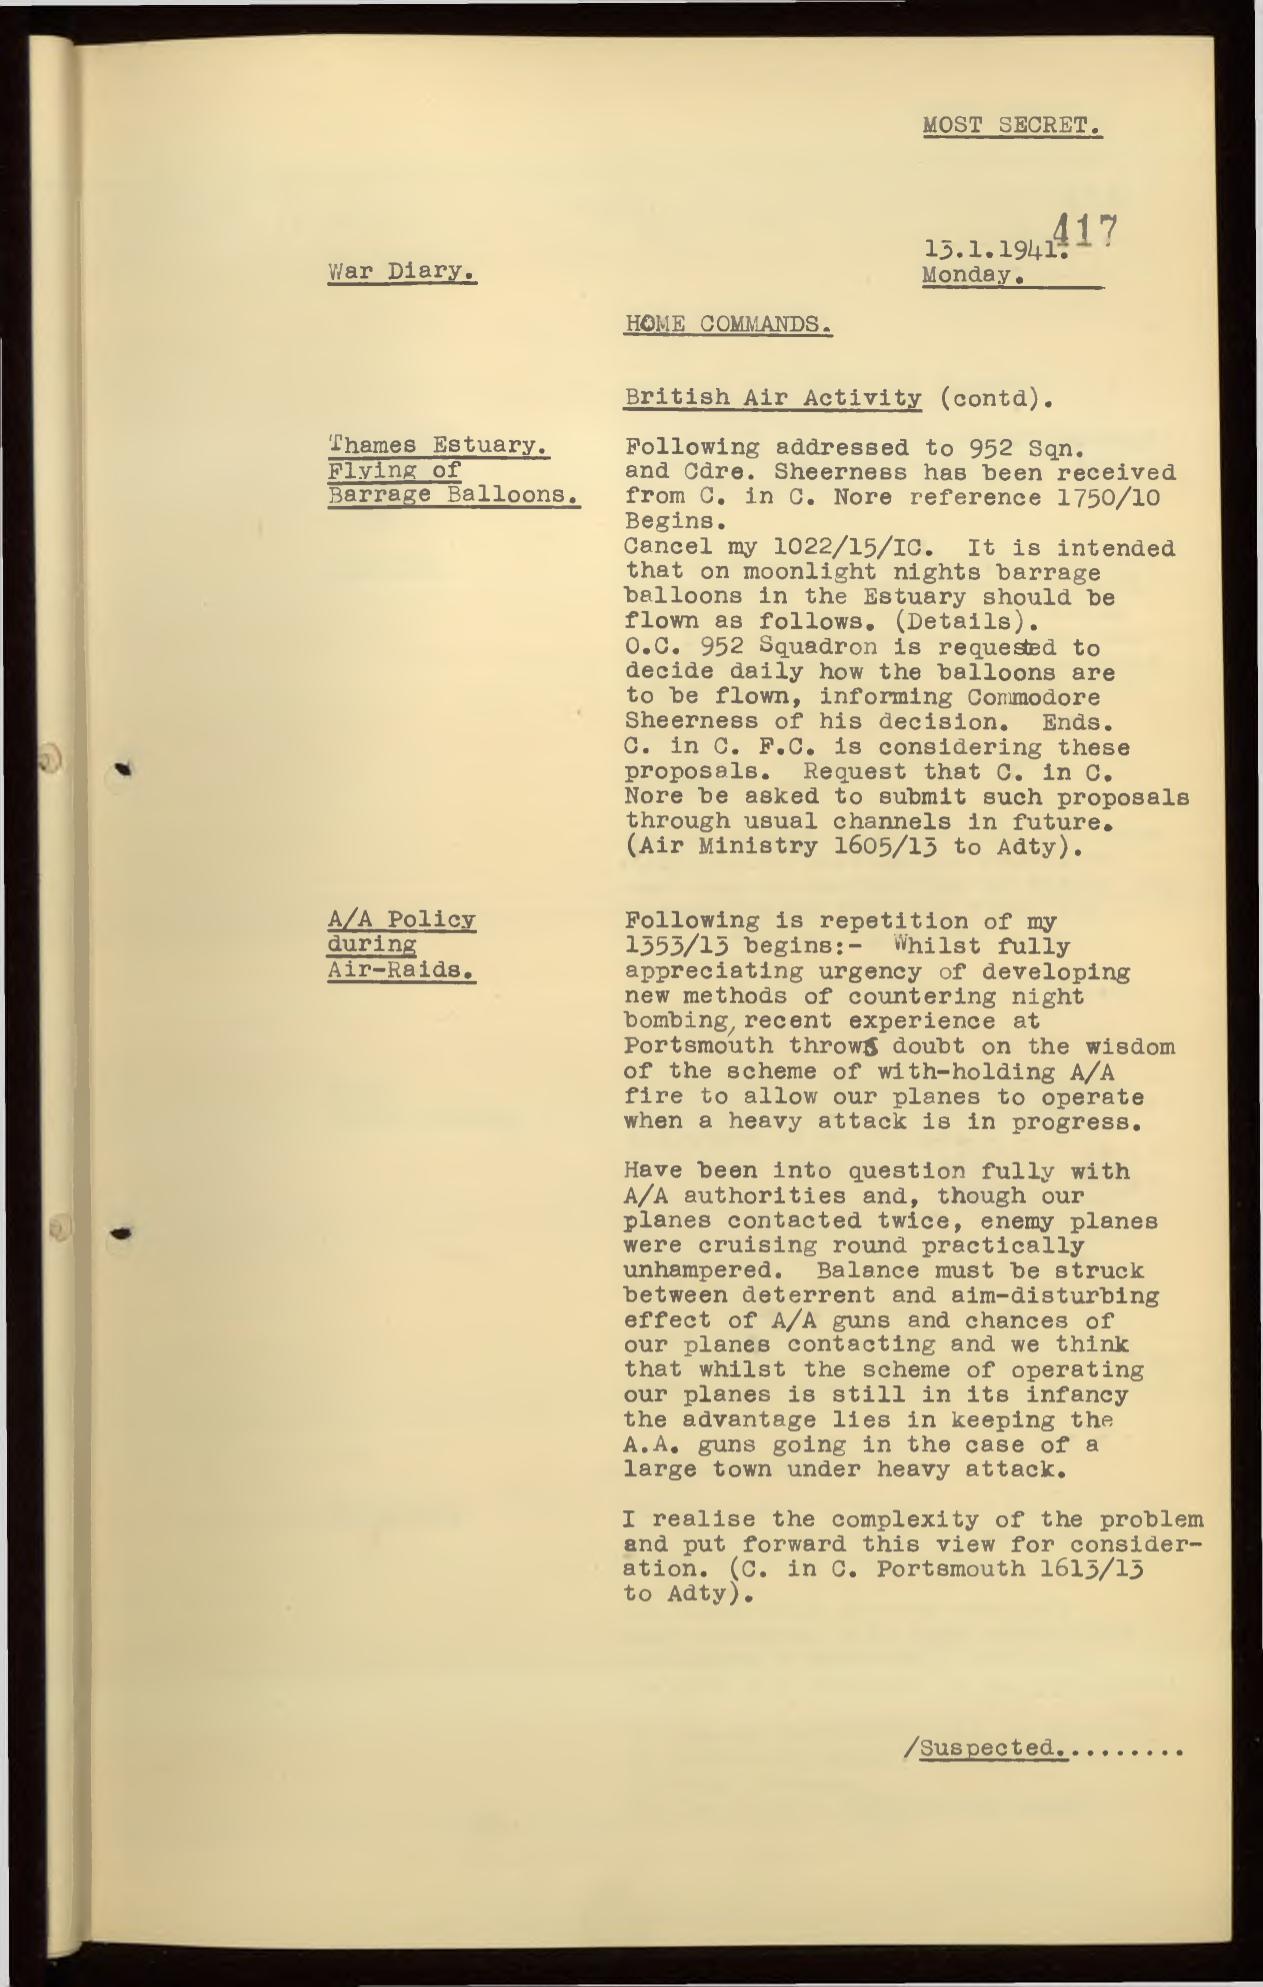 MOST SECRET.
417
13.1.1941.
War Diary.
Monday.
HOME COMMANDS.
British Air Activity (contd).
Thames Estuary.
Flying of
Barrage Balloons.
Following addressed to 952 Sqn.
and Cdre. Sheerness has been received
from C. in C. Nore reference 1750/10
Begins.
Cancel my 1022/15/IC. It is intended
that on moonlight nights barrage
balloons in the Estuary should be
flown as follows. (Details).
O.C. 952 Squadron is requested to
decide daily how the balloons are
to be flown, informing Commodore
Sheerness of his decision. Ends.
C. in C. F.C. is considering these
proposals. Request that C. in C.
Nore be asked to submit such proposals
through usual channels in future.
(Air Ministry 1605/13 to Adty).
A/A Policy
during
Air-Raids.
Following is repetition of my
1353/13 begins:- Whilst fully
appreciating urgency of developing
new methods of countering night
bombing, recent experience at
Portsmouth throws doubt on the wisdom
of the scheme of with-holding A/A
fire to allow our planes to operate
when a heavy attack is in progress.
Have been into question fully with
A/A authorities and, though our
planes contacted twice, enemy planes
were cruising round practically
unhampered. Balance must be struck
between deterrent and aim-disturbing
effect of A/A guns and chances of
our planes contacting and we think
that whilst the scheme of operating
our planes is still in its infancy
the advantage lies in keeping the
A.A. guns going in the case of a
large town under heavy attack.
I realise the complexity of the problem
and put forward this view for consider-
ation. (C. in C. Portsmouth 1613/13
to Adty).
/Suspected.........